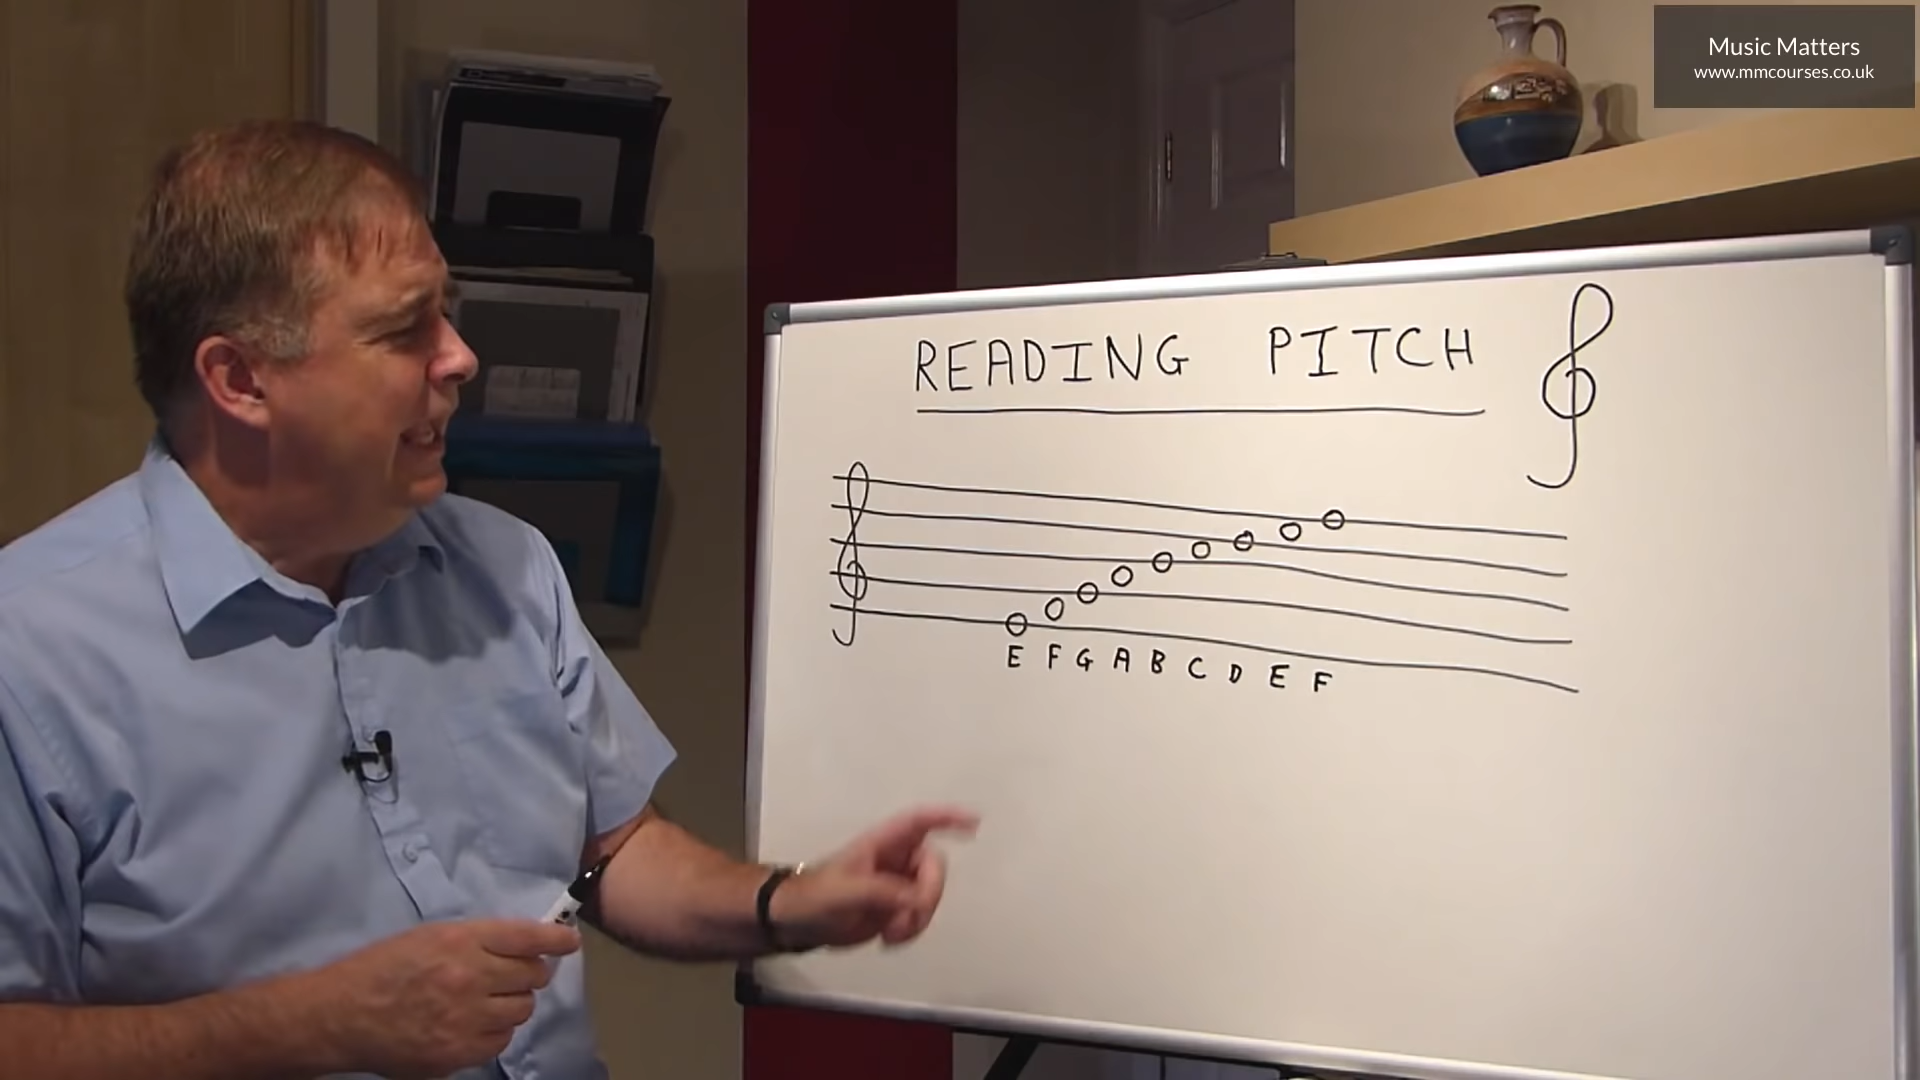 Music Matters
www.mmcourses.co.uk
READING PITCH
E F G A B C D E F